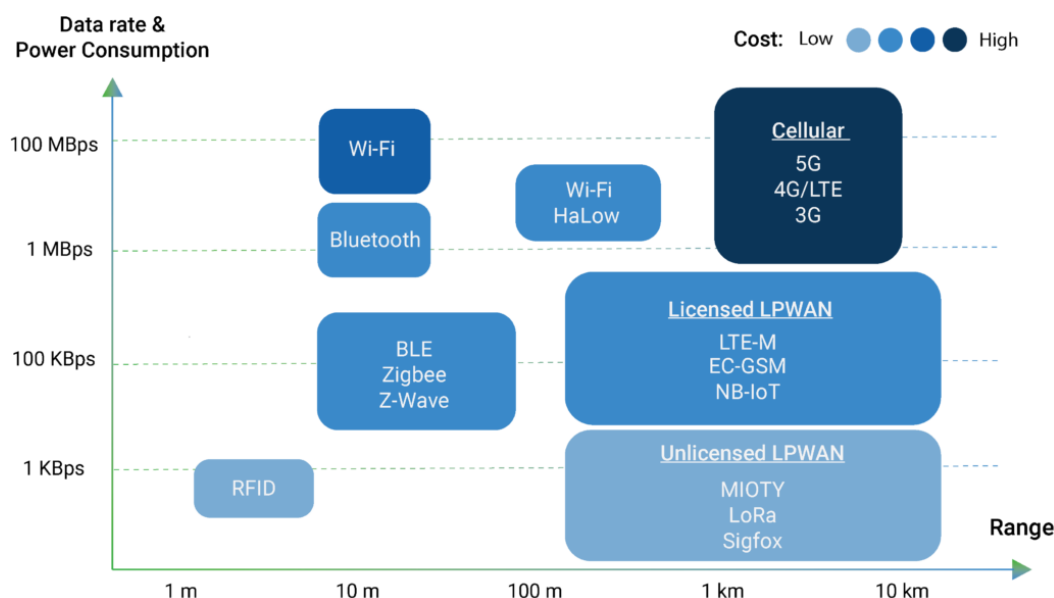 Data rate &
Power Consumption
Cost: Low High
100 MBps
Wi-Fi
Cellular
5G
4G/LTE
3G
Wi-Fi
HaLow
Bluetooth
1 MBps
Licensed LPWAN
LTE-M
EC-GSM
NB-IoT
BLE
Zigbee
Z-Wave
100 KBps
1 KBps
RFID
Unlicensed LPWAN
MIOTY
LoRa
Sigfox
Range
1 m 10 m 100 m 1 km 10 km